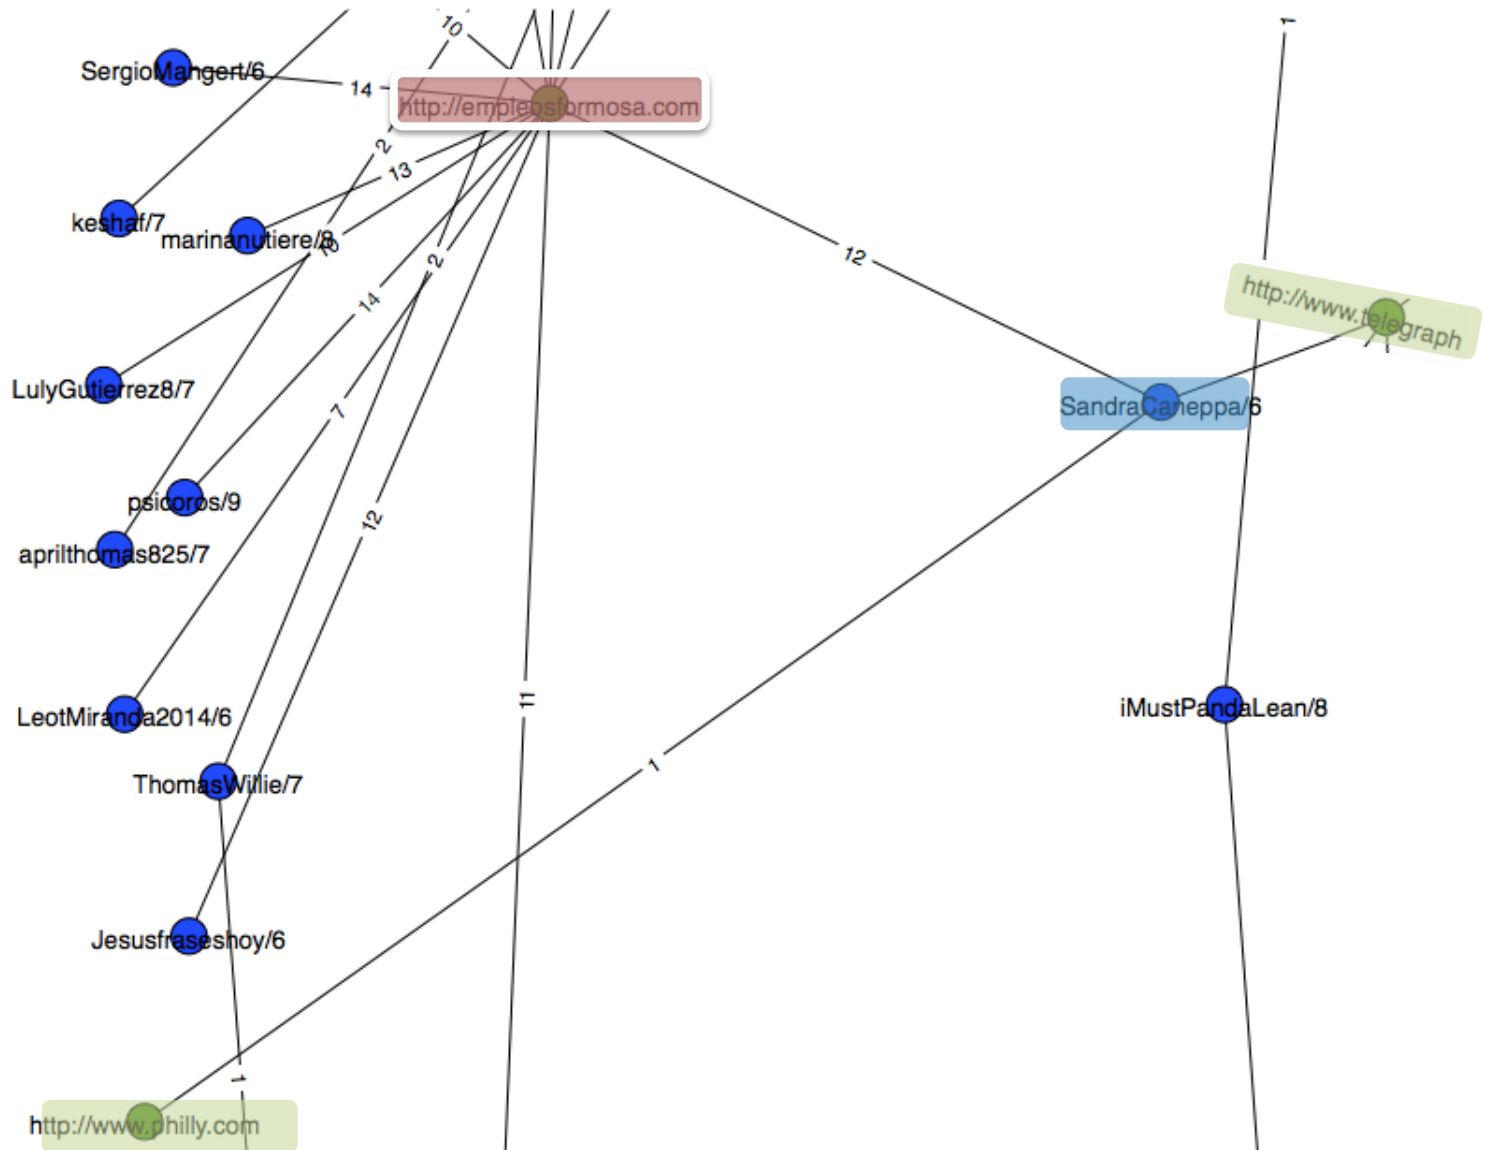 10
1
SergioMangert/6
14
http://empleosformosa.com
2
13
keshaf/7
marinanutiere/8
10
2
12
http://www.telegraph
14
LulyGutierrez8/7
7
SandraCaneppa/6
psicoros/9
12
aprilthomas825/7
11
LeotMiranda2014/6
iMustPandaLean/8
1
ThomasWillie/7
Jesusfraseshoy/6
1
http://www.philly.com